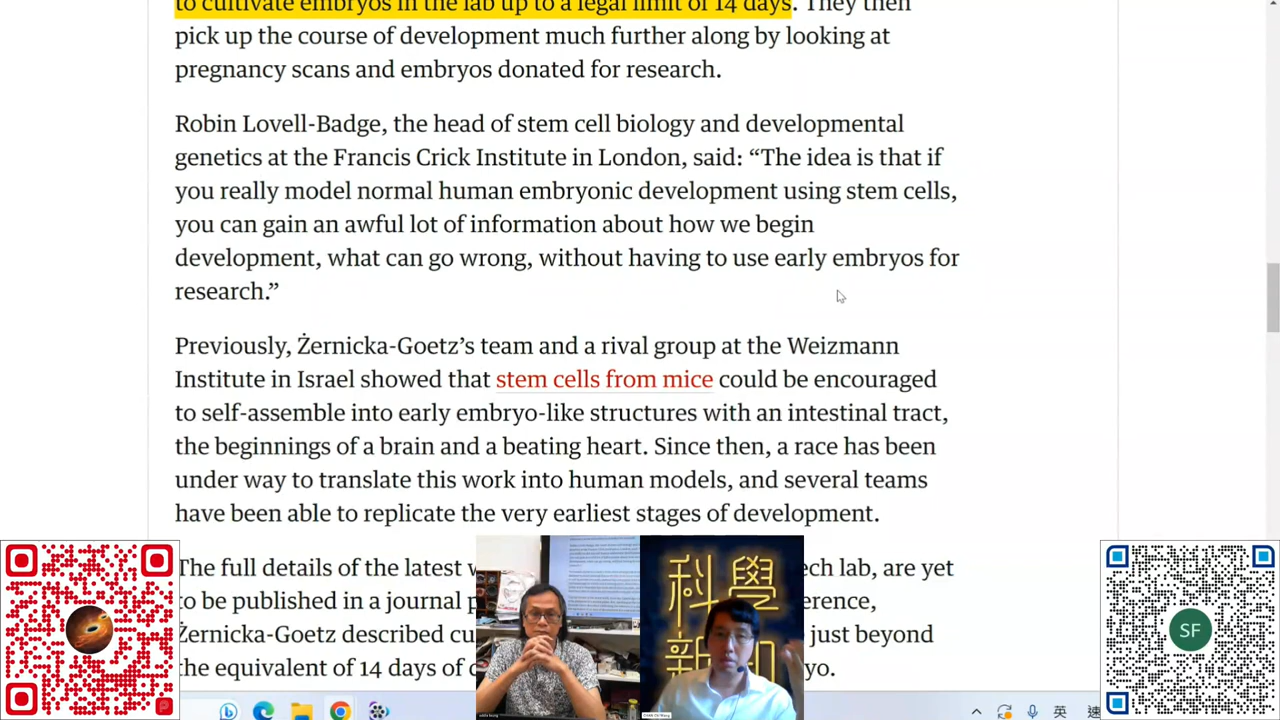 to cultivate embryos in the lab up to a legal limit of 14 days. They then
pick up the course of development much further along by looking at
pregnancy scans and embryos donated for research.
Robin Lovell-Badge, the head of stem cell biology and developmental
genetics at the Francis Crick Institute in London, said: “The idea is that if
you really model normal human embryonic development using stem cells,
you can gain an awful lot of information about how we begin
development, what can go wrong, without having to use early embryos for
research.”
Previously, Żernicka-Goetz’s team and a rival group at the Weizmann
Institute in Israel showed that stem cells from mice could be encouraged
to self-assemble into early embryo-like structures with an intestinal tract,
the beginnings of a brain and a beating heart. Since then, a race has been
under way to translate this work into human models, and several teams
have been able to replicate the very earliest stages of development.
The full details of the latest ech lab, are yet
to be publis journal erence,
Żernicka-Goetz described cu just beyond
the equivalent of 14 days of yo.
科學
新知
SF
英
速